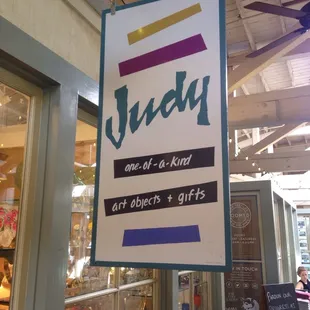 Judy
one-of-a-kind
art objects + gifts